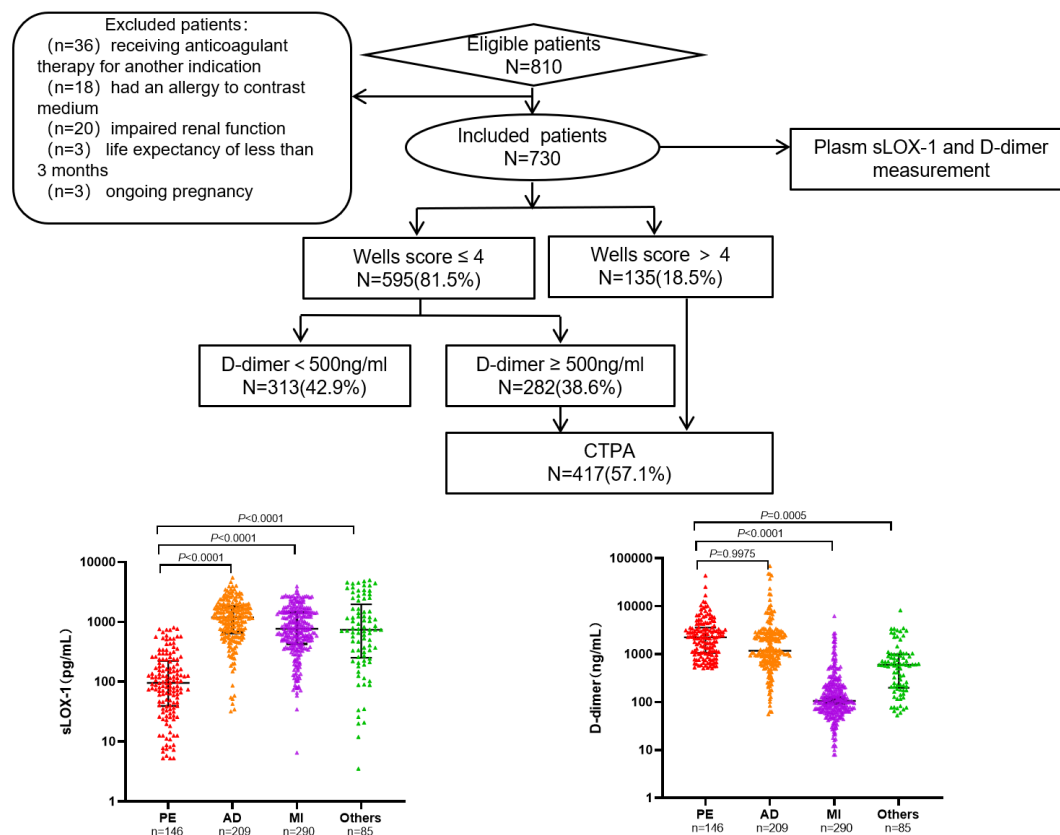 Excluded patients：
（n=36）receiving anticoagulant
therapy for another indication
（n=18）had an allergy to contrast
medium
（n=20）impaired renal function
（n=3）life expectancy of less than
3 months
（n=3） ongoing pregnancy
Eligible patients
N=810
Included patients
N=730
Plasm sLOX-1 and D-dimer
measurement
Wells score ≤ 4
N=595(81.5%)
Wells score > 4
N=135(18.5%)
D-dimer < 500ng/ml
N=313(42.9%)
D-dimer ≥ 500ng/ml
N=282(38.6%)
CTPA
N=417(57.1%)
P<0.0001
P<0.0001
P<0.0001
sLOX-1（pg/mL）
10000
1000
100
10
1
PE
n=146
AD
n=209
MI
n=290
Others
n=85
P=0.0005
P<0.0001
P=0.9975
D-dimer（ng/mL）
100000
10000
1000
100
10
1
PE
n=146
AD
n=209
MI
n=290
Others
n=85